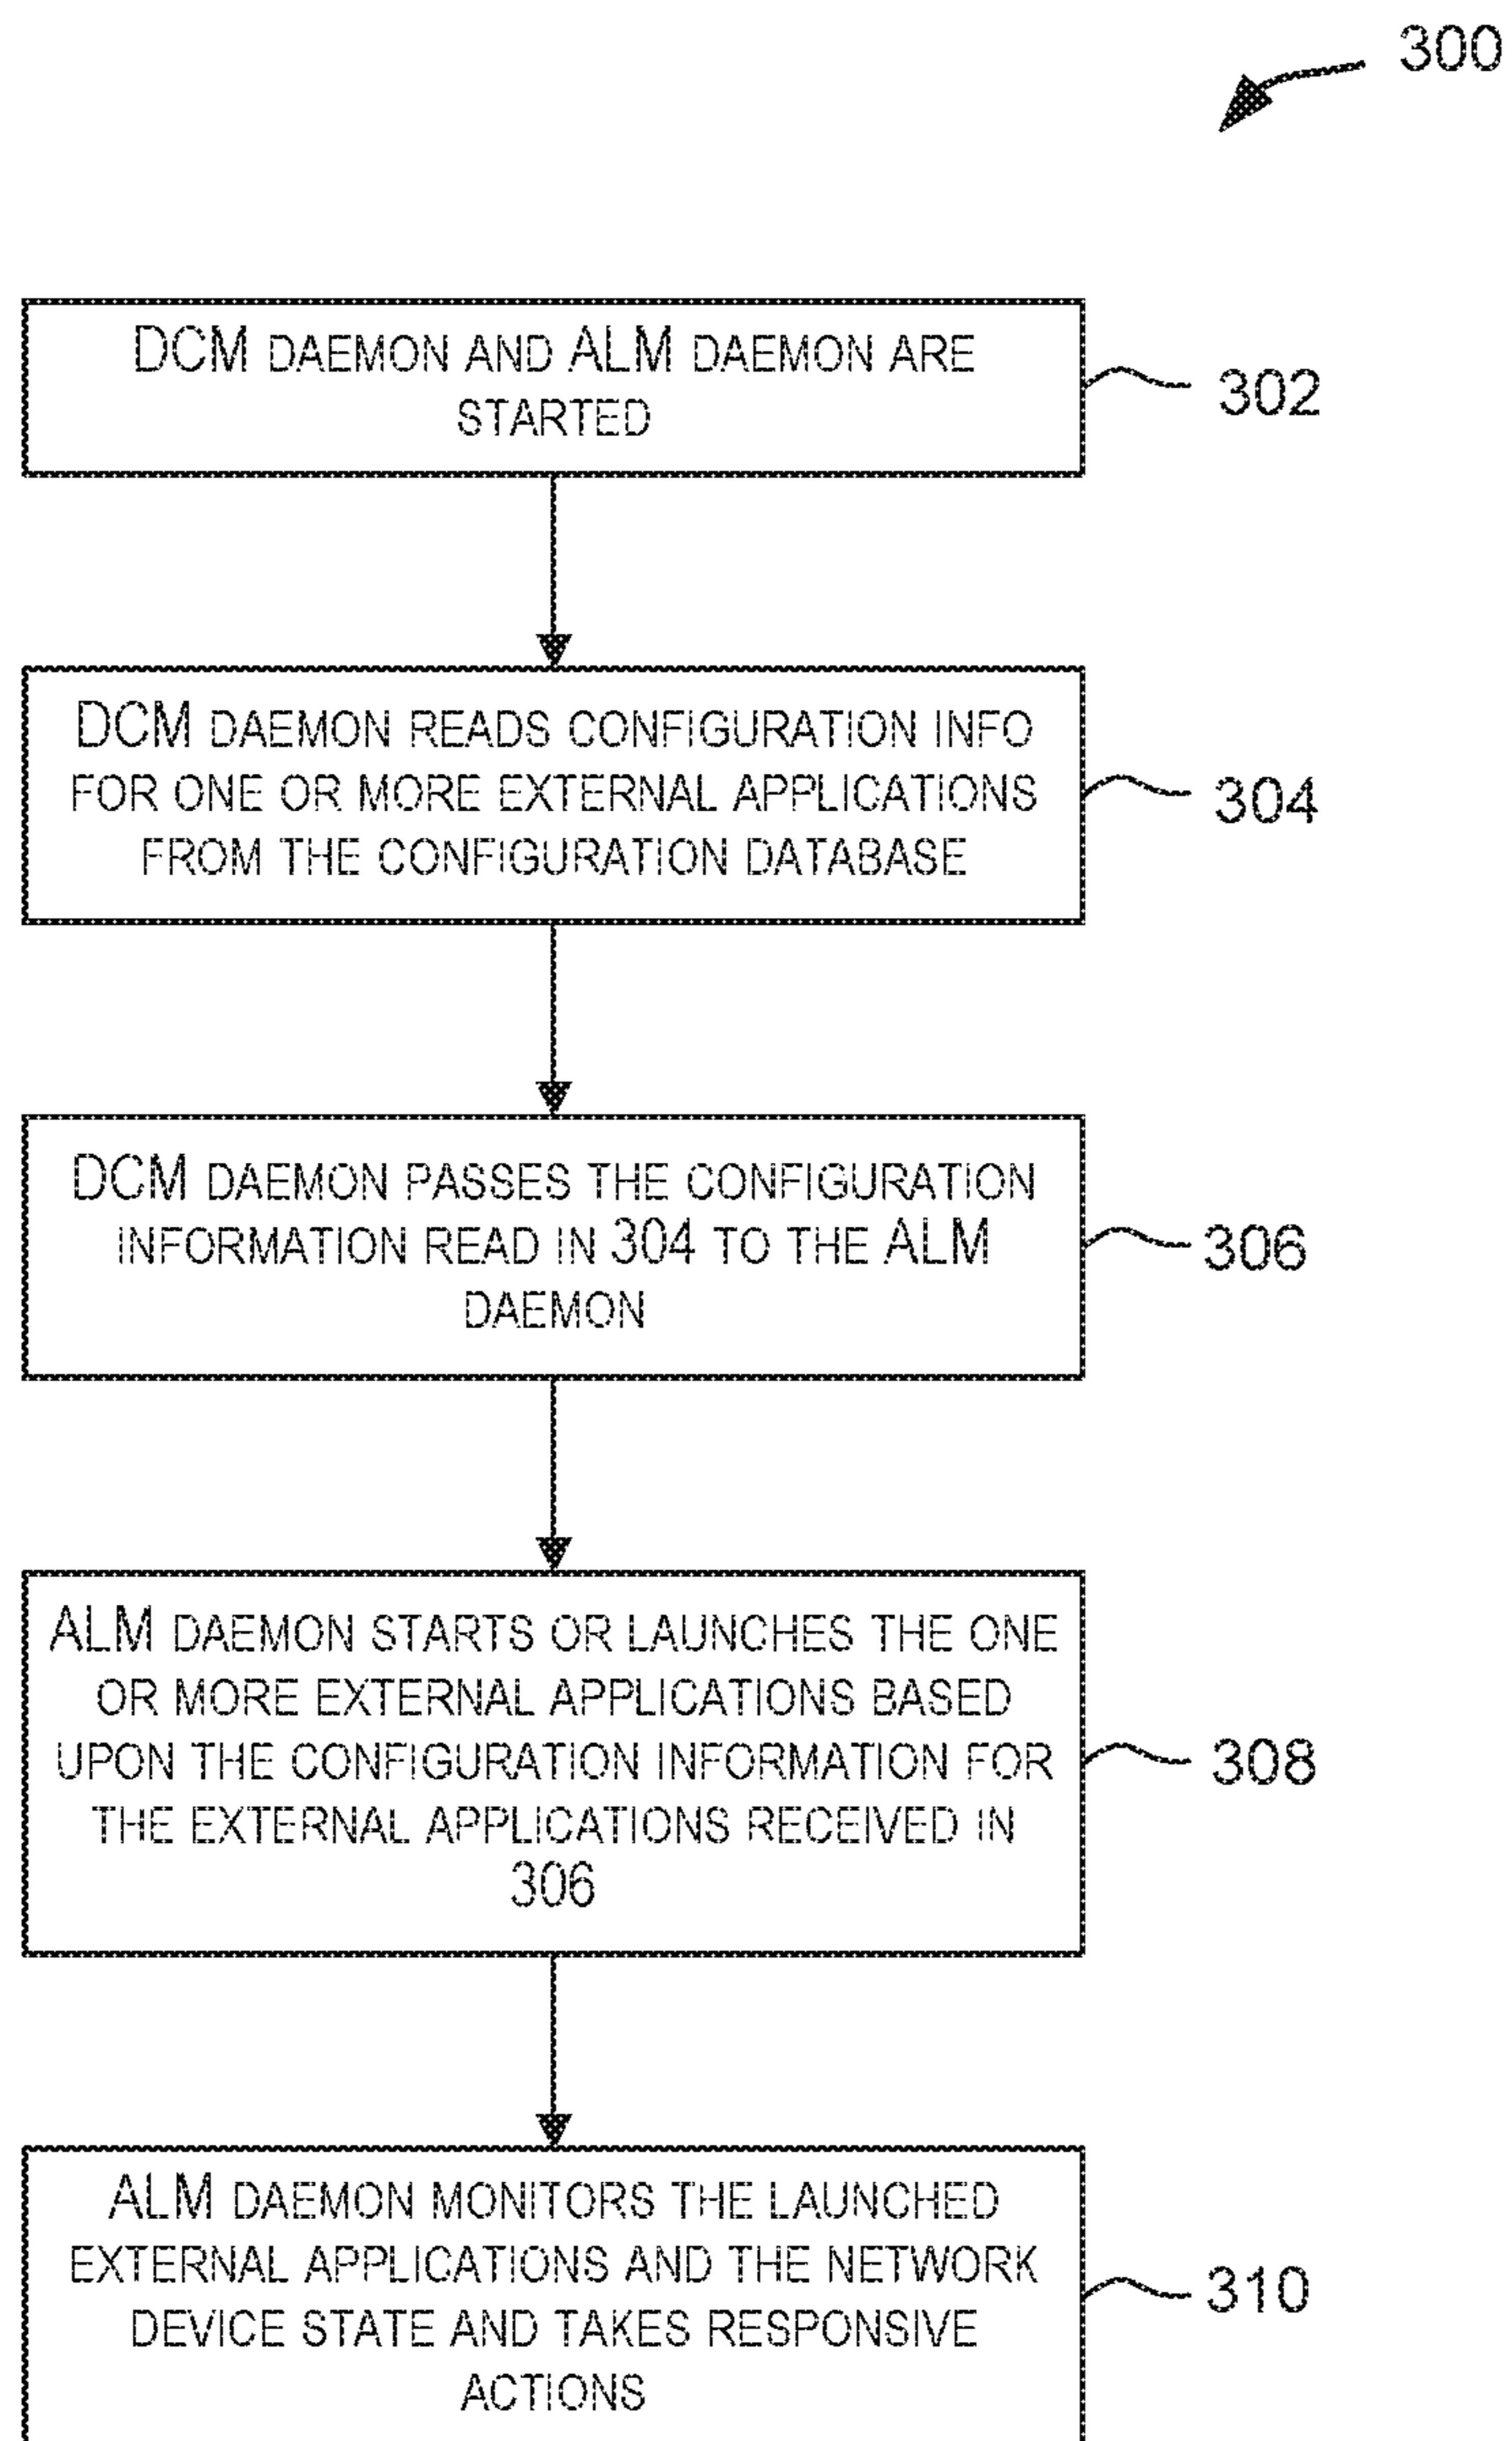 300
DCM DAEMON AND ALM DAEMON ARE
STARTED
302
DCM DAEMON READS CONFIGURATION INFO
FOR ONE OR MORE EXTERNAL APPLICATIONS
FROM THE CONFIGURATION DATABASE
304
DCM DAEMON PASSES THE CONFIGURATION
INFORMATION READ IN 304 TO THE ALM
DAEMON
306
ALM DAEMON STARTS OR LAUNCHES THE ONE
OR MORE EXTERNAL APPLICATIONS BASED
UPON THE CONFIGURATION INFORMATION FOR
THE EXTERNAL APPLICATIONS RECEIVED IN
306
308
ALM DAEMON MONITORS THE LAUNCHED
EXTERNAL APPLICATIONS AND THE NETWORK
DEVICE STATE AND TAKES RESPONSIVE
ACTIONS
310